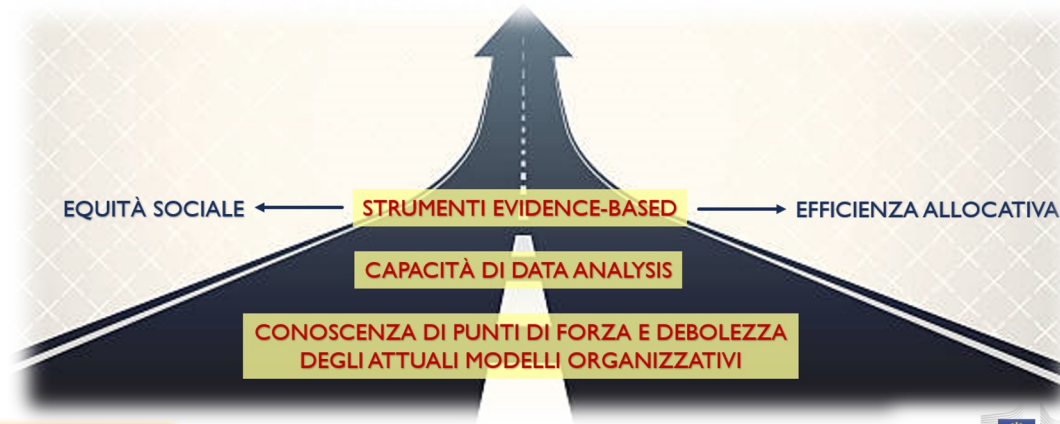 EQUITÀ SOCIALE
STRUMENTI EVIDENCE-BASED
EFFICIENZA ALLOCATIVA
CAPACITÀ DI DATA ANALYSIS
CONOSCENZA DI PUNTI DI FORZA E DEBOLEZZA
DEGLI ATTUALI MODELLI ORGANIZZATIVI